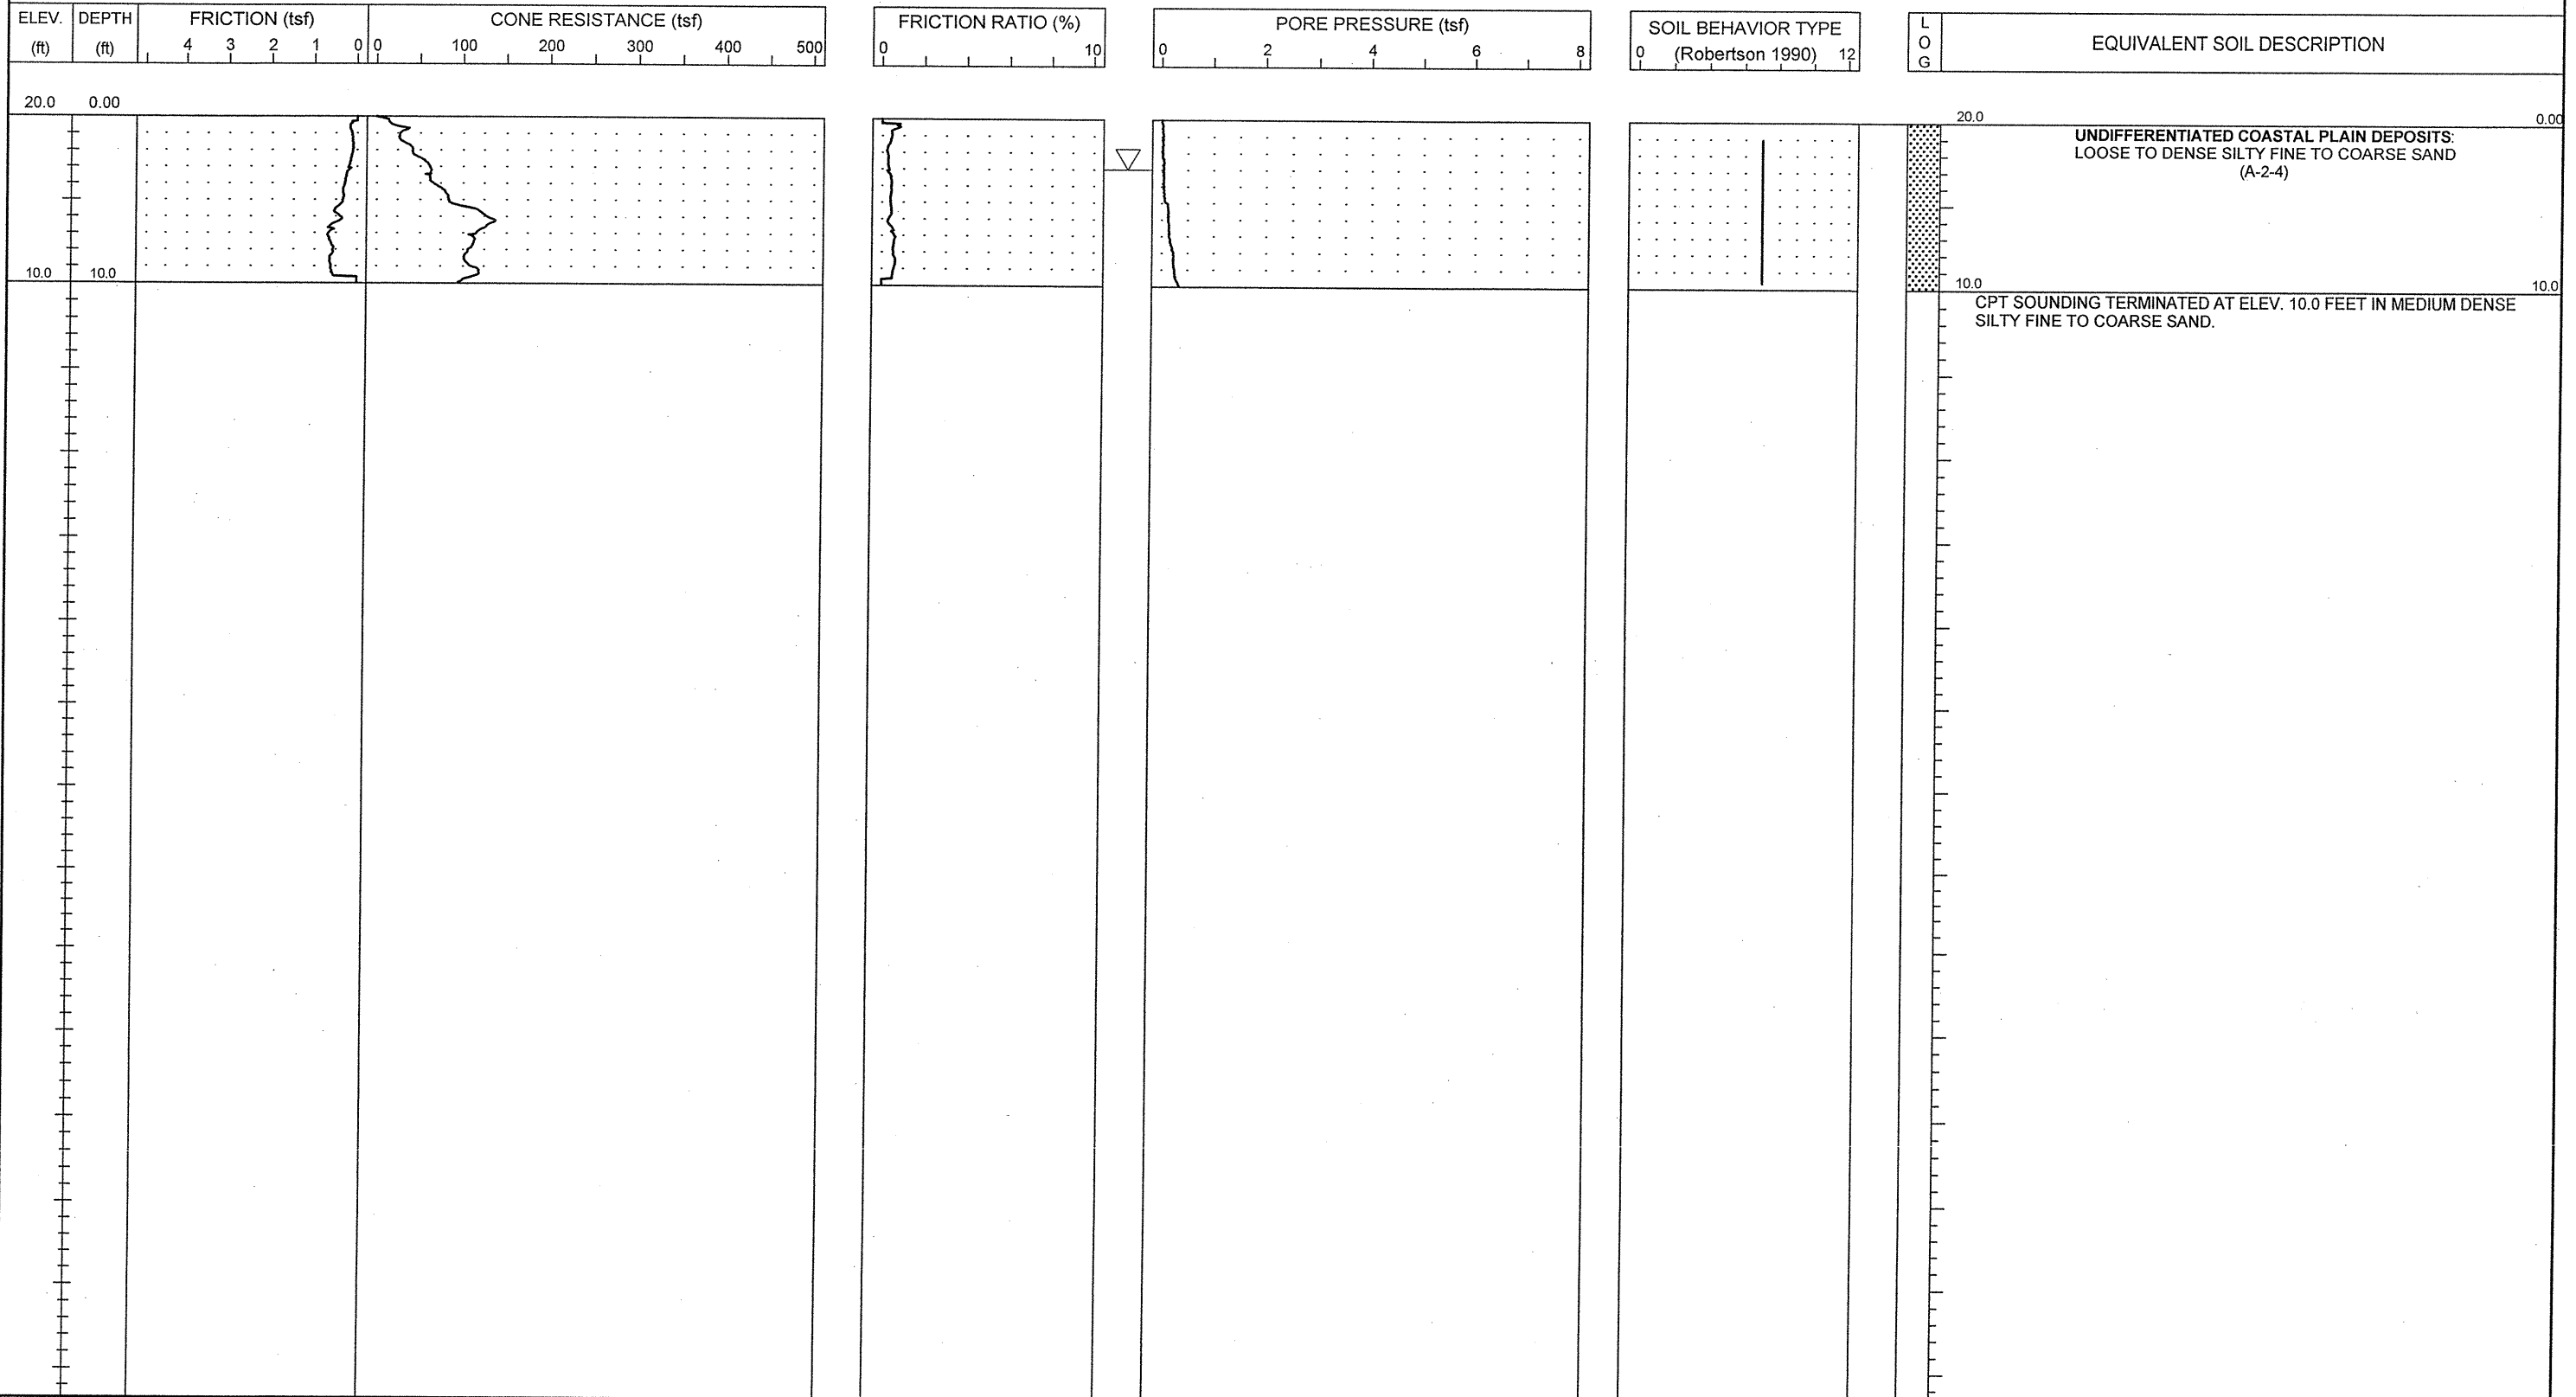 ELEV. DEPTH FRICTION (tsf) CONE RESISTANCE (tsf) FRICTION RATIO (%) PORE PRESSURE (tsf) SOIL BEHAVIOR TYPE (Robertson 1990) LOG EQUIVALENT SOIL DESCRIPTION
(ft) (ft) 4 3 2 1 0 0 100 200 300 400 500 0 10 0 2 4 6 8 0 12
20.0 0.00 20.0 0.00
UNDIFFERENTIATED COASTAL PLAIN DEPOSITS:
LOOSE TO DENSE SILTY FINE TO COARSE SAND
(A-2-4)
10.0 10.0 10.0 10.0
CPT SOUNDING TERMINATED AT ELEV. 10.0 FEET IN MEDIUM DENSE
SILTY FINE TO COARSE SAND.